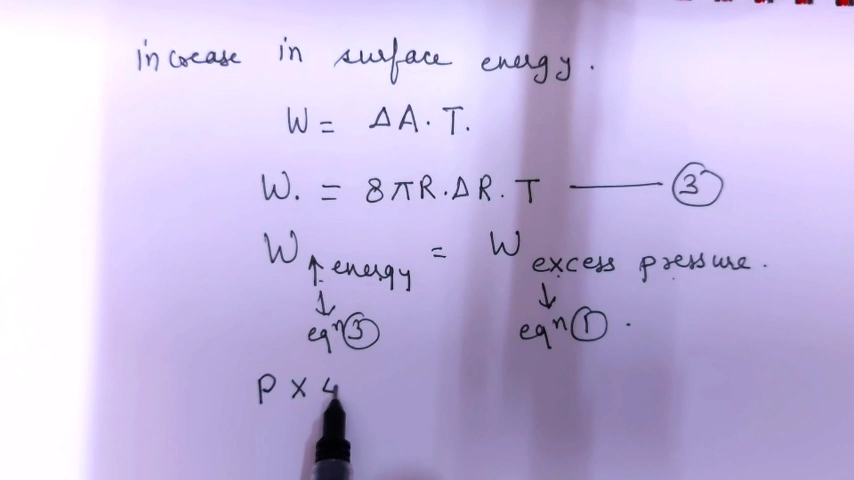 increase in surface energy.
W = ΔA. T.
W. = 8πR.ΔR.T —— ③
W ↑ energy = W excess pressure.
↓ ↓
eqⁿ ③ eqⁿ ① .
P × 4